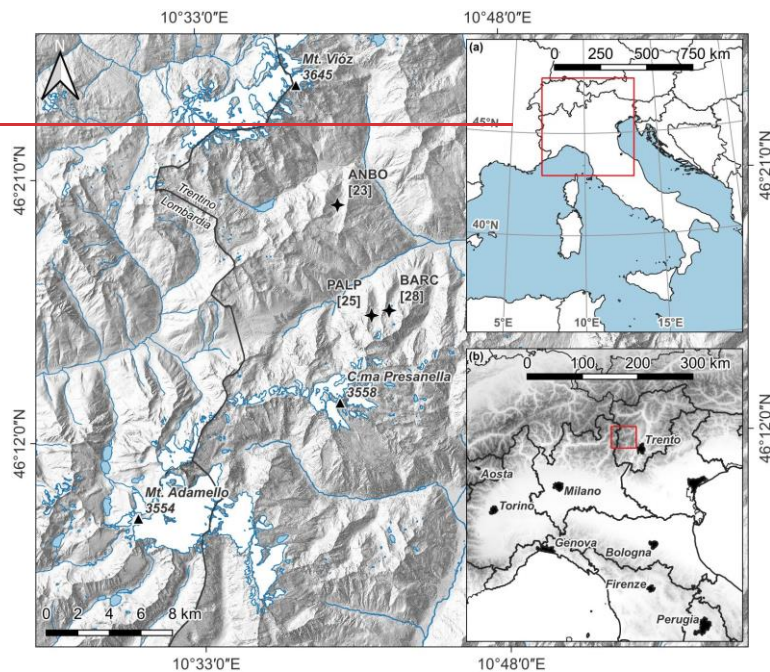 10°33'0"E
10°48'0"E
Mt. Vióz
3645
46°21'0"N
ANBO
[23]
Trentino
Lombardia
PALP
[25]
BARC
[28]
C.ma Presanella
3558
46°12'0"N
Mt. Adamello
3554
0 2 4 6 8 km
10°33'0"E
10°48'0"E
(a)
0 250 500 750 km
45°N
40°N
5°E
10°E
15°E
46°21'0"N
(b)
0 100 200 300 km
Trento
Aosta
Milano
Torino
Genova
Bologna
Firenze
Perugia
46°12'0"N